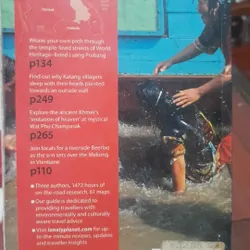 Weave your own path through
the temple-lined streets of World
Heritage-listed Luang Prabang
p134
Find out why Katang villagers
sleep with their heads pointed
towards an outside wall
p249
Explore the ancient Khmer's
'imitation of heaven' at mystical
Wat Phu Champasak
p265
Join locals for a riverside Beerlao
as the sun sets over the Mekong
in Vientiane
p110
Three authors, 1472 hours of
on-the-road research, 61 maps
Our guide is dedicated to
providing travellers with
environmentally and culturally
aware travel advice
Visit lonelyplanet.com for up-
to-the-minute reviews, updates
and traveller insights